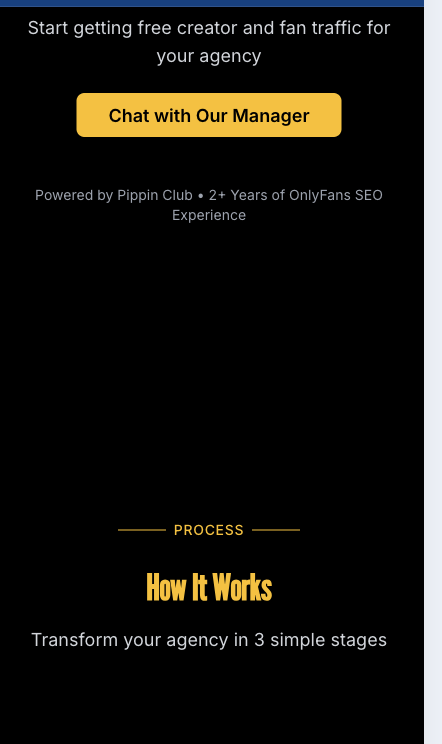 Start getting free creator and fan traffic for
your agency
Chat with Our Manager
Powered by Pippin Club • 2+ Years of OnlyFans SEO
Experience
PROCESS
How It Works
Transform your agency in 3 simple stages